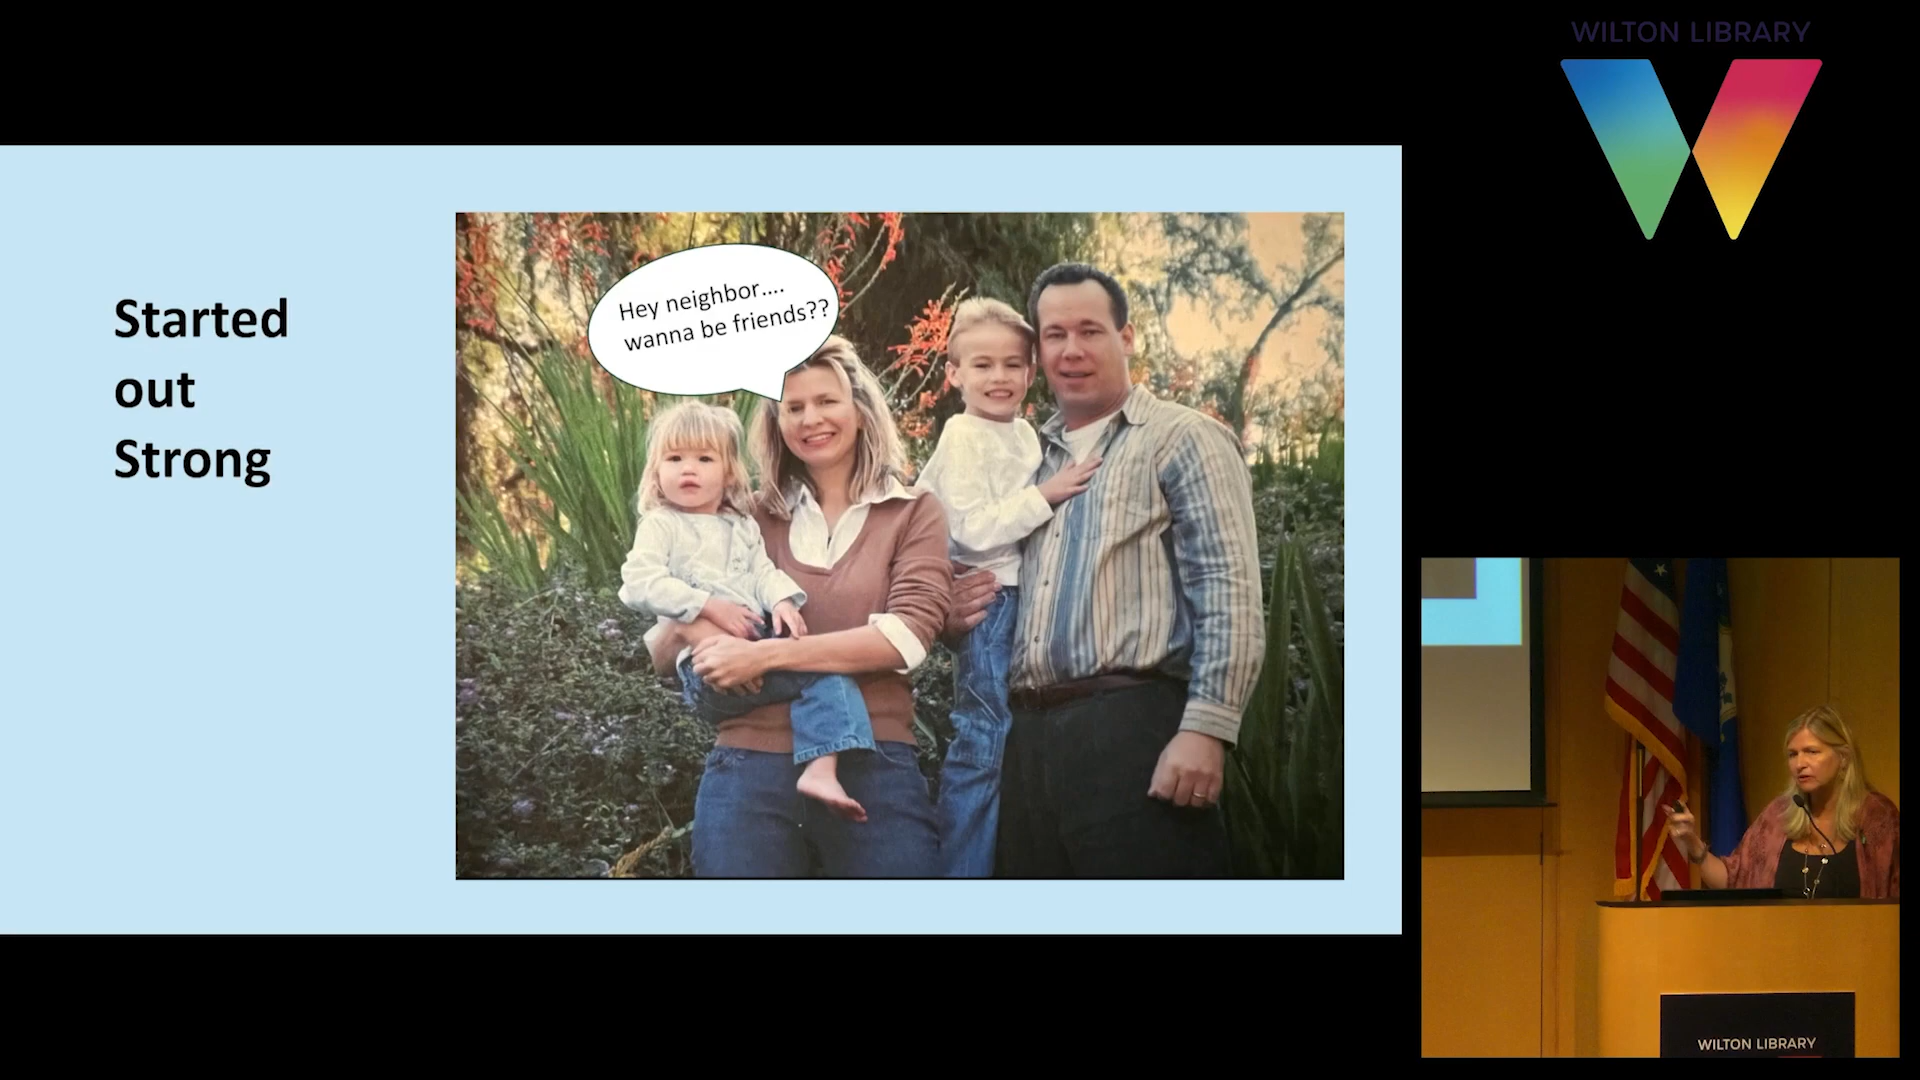 WILTON LIBRARY
Started
out
Strong
Hey neighbor....
wanna be friends??
WILTON LIBRARY